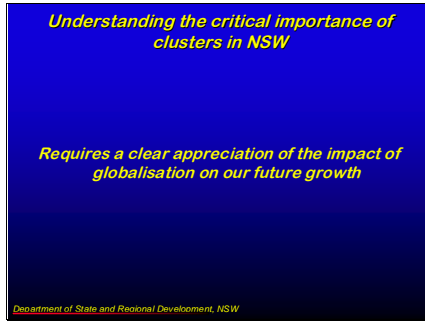 Understanding the critical importance of
clusters in NSW
Requires a clear appreciation of the impact of
globalisation on our future growth
Department of State and Regional Development, NSW